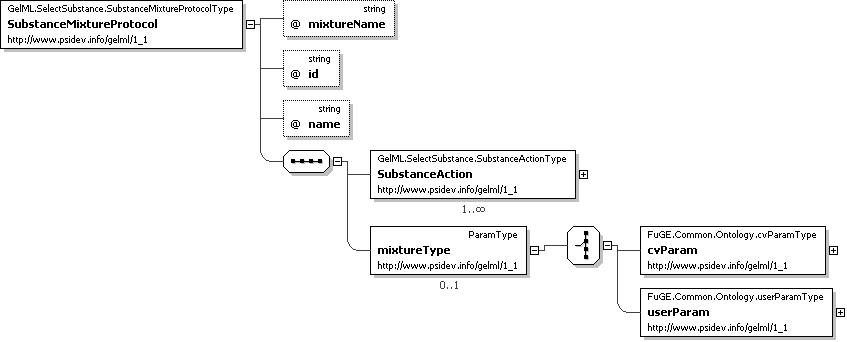 GelML.SelectSubstance.SubstanceMixtureProtocolType
SubstanceMixtureProtocol
http://www.psidev.info/gelml/1_1
string
@ mixtureName
string
@ id
string
@ name
GelML.SelectSubstance.SubstanceActionType
SubstanceAction
http://www.psidev.info/gelml/1_1
1..∞
ParamType
mixtureType
http://www.psidev.info/gelml/1_1
0..1
FuGE.Common.Ontology.cvParamType
cvParam
http://www.psidev.info/gelml/1_1
FuGE.Common.Ontology.userParamType
userParam
http://www.psidev.info/gelml/1_1